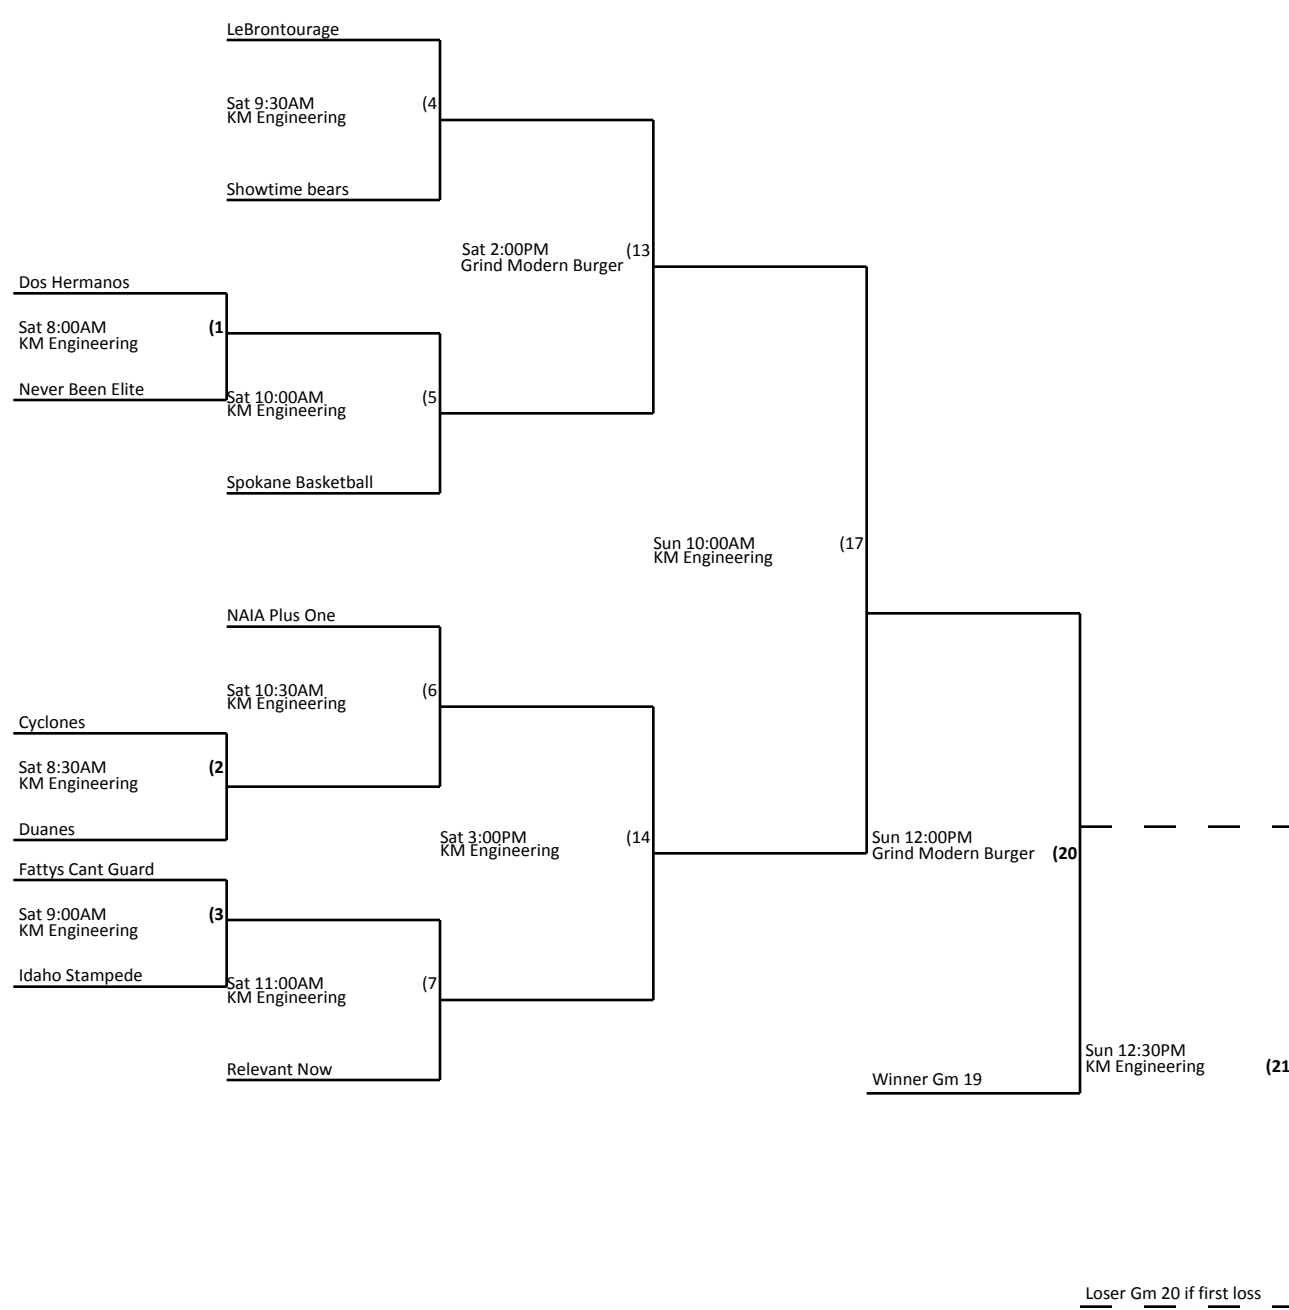 LeBrontourage
Sat 9:30AM (4
KM Engineering
Showtime bears
Sat 2:00PM (13
Grind Modern Burger
Dos Hermanos
Sat 8:00AM (1
KM Engineering
Never Been Elite
Sat 10:00AM (5
KM Engineering
Spokane Basketball
Sun 10:00AM (17
KM Engineering
NAIA Plus One
Sat 10:30AM (6
KM Engineering
Cyclones
Sat 8:30AM (2
KM Engineering
Duanes
Sat 3:00PM (14
KM Engineering
Sun 12:00PM
Grind Modern Burger (20
Fattys Cant Guard
Sat 9:00AM (3
KM Engineering
Idaho Stampede
Sat 11:00AM (7
KM Engineering
Relevant Now
Sun 12:30PM
KM Engineering (21
Winner Gm 19
Loser Gm 20 if first loss